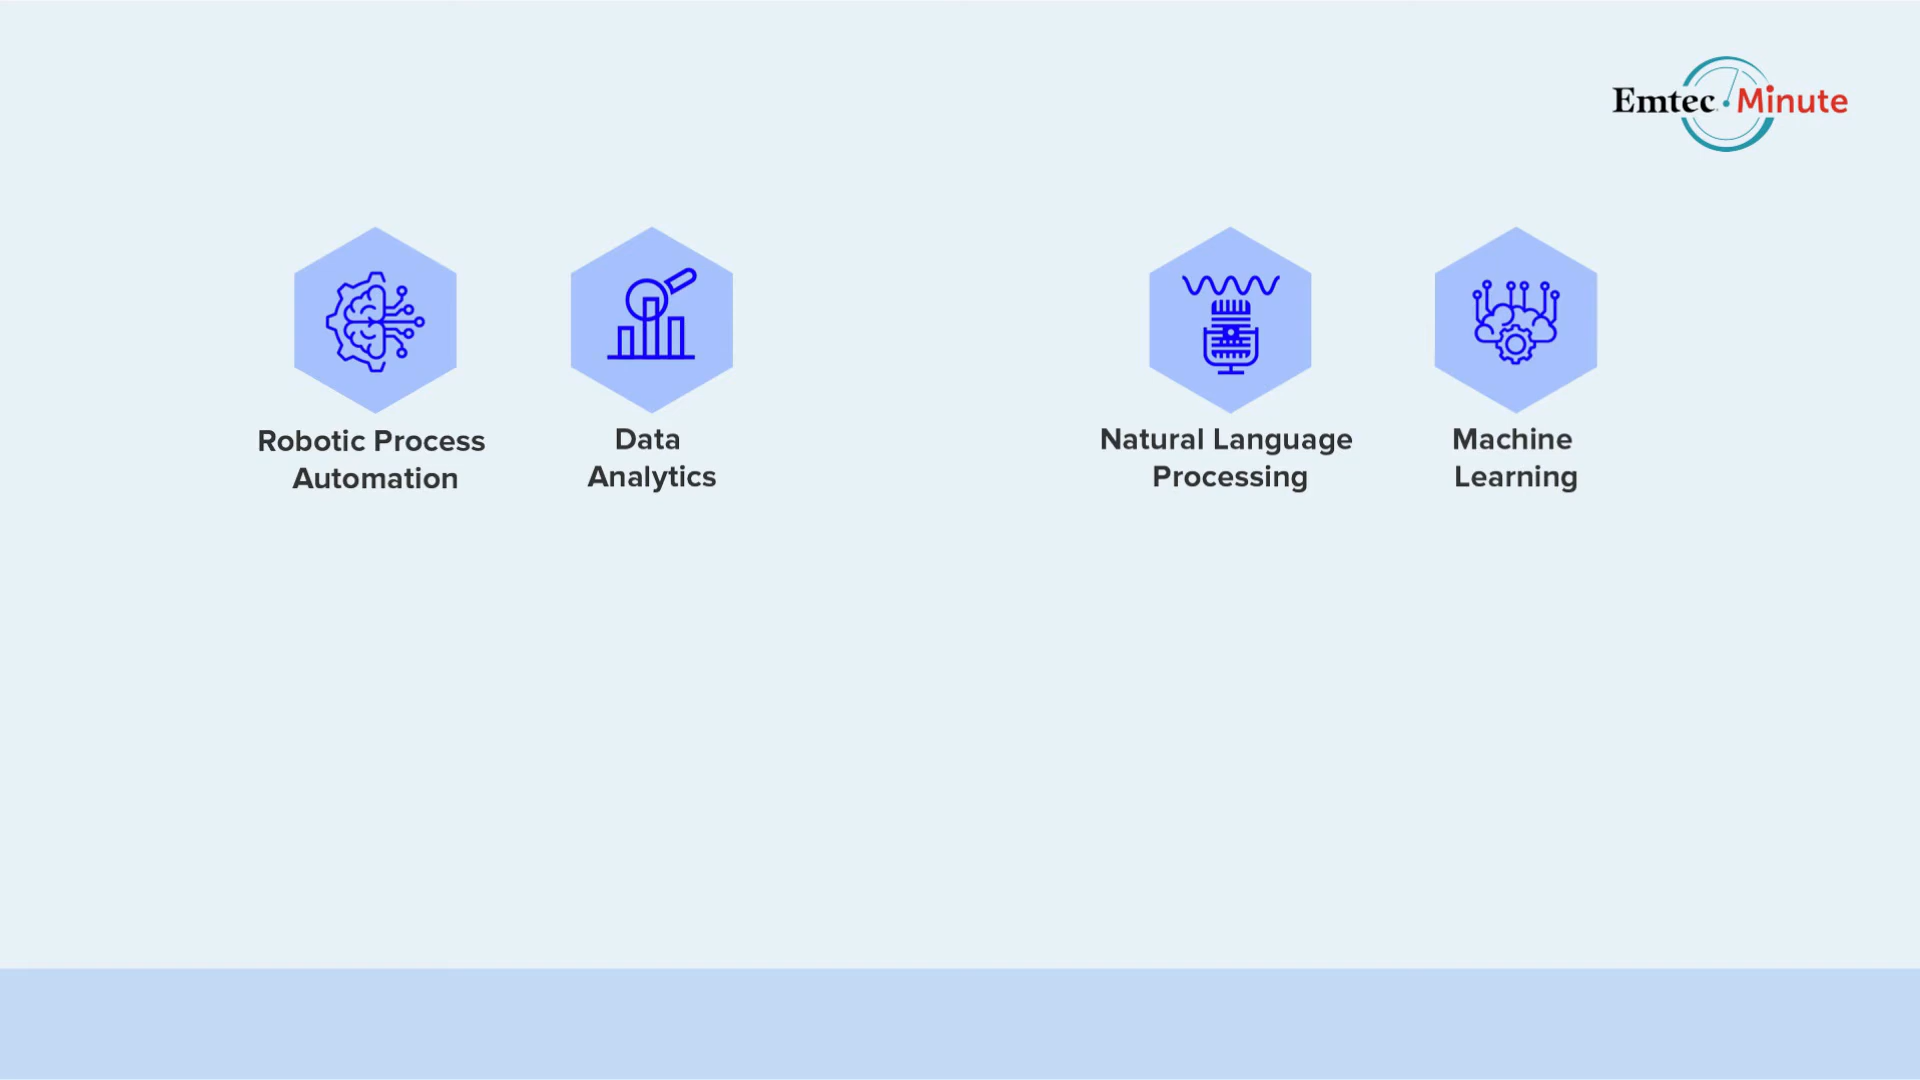 Emtec Minute
Robotic Process
Automation
Data
Analytics
Natural Language
Processing
Machine
Learning